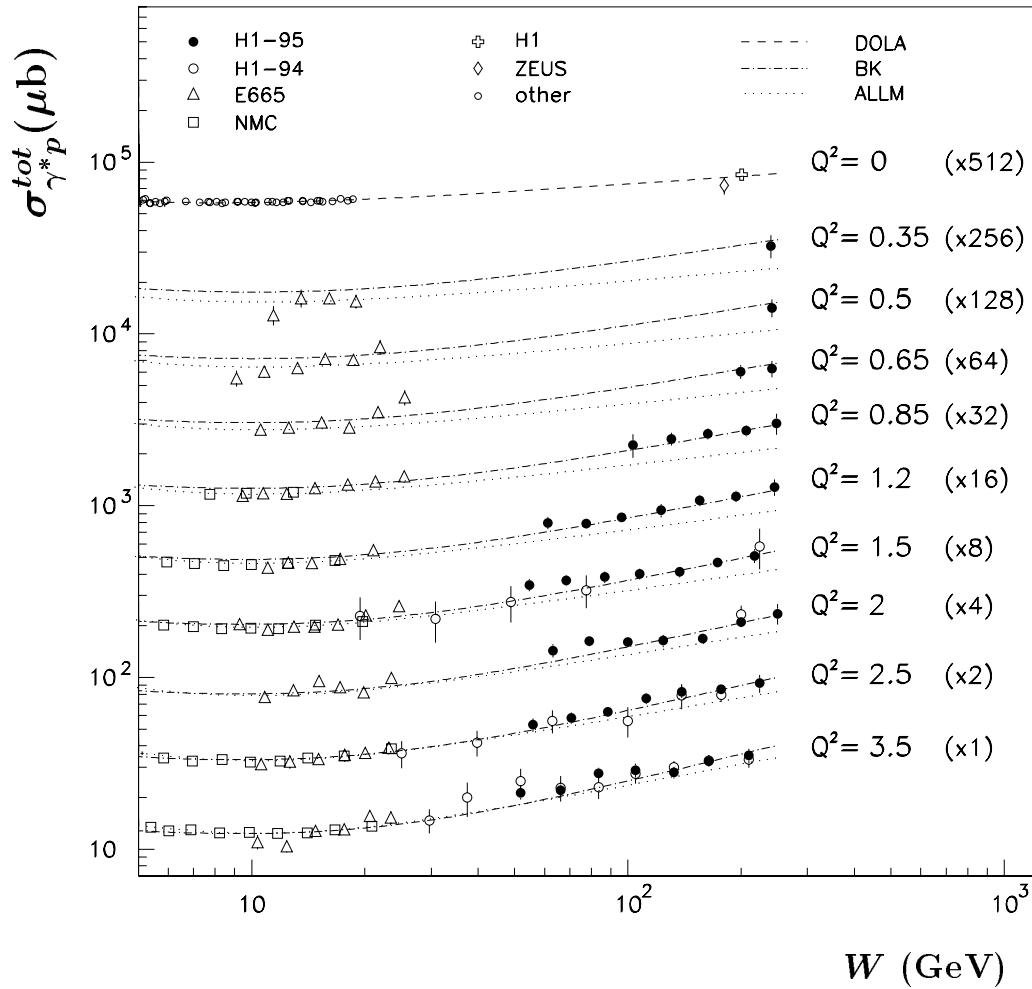 σ^{tot}_{γ*p} (μb)
H1-95
H1-94
E665
NMC
H1
ZEUS
other
DOLA
BK
ALLM
10^5
10^4
10^3
10^2
10
Q²= 0 (x512)
Q²= 0.35 (x256)
Q²= 0.5 (x128)
Q²= 0.65 (x64)
Q²= 0.85 (x32)
Q²= 1.2 (x16)
Q²= 1.5 (x8)
Q²= 2 (x4)
Q²= 2.5 (x2)
Q²= 3.5 (x1)
10 10^2 10^3
W (GeV)